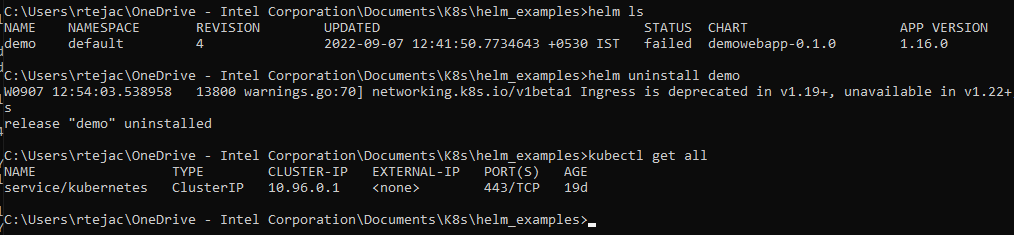 C:\Users\rtejac\OneDrive - Intel Corporation\Documents\K8s\helm_examples>helm ls
NAME    NAMESPACE       REVISION        UPDATED                                 STATUS  CHART                   APP VERSION
demo    default         4               2022-09-07 12:41:50.7734643 +0530 IST   failed  demowebapp-0.1.0        1.16.0
C:\Users\rtejac\OneDrive - Intel Corporation\Documents\K8s\helm_examples>helm uninstall demo
W0907 12:54:03.538958   13800 warnings.go:70] networking.k8s.io/v1beta1 Ingress is deprecated in v1.19+, unavailable in v1.22+
s
release "demo" uninstalled
C:\Users\rtejac\OneDrive - Intel Corporation\Documents\K8s\helm_examples>kubectl get all
NAME                 TYPE        CLUSTER-IP   EXTERNAL-IP   PORT(S)   AGE
service/kubernetes   ClusterIP   10.96.0.1    <none>        443/TCP   19d
C:\Users\rtejac\OneDrive - Intel Corporation\Documents\K8s\helm_examples>